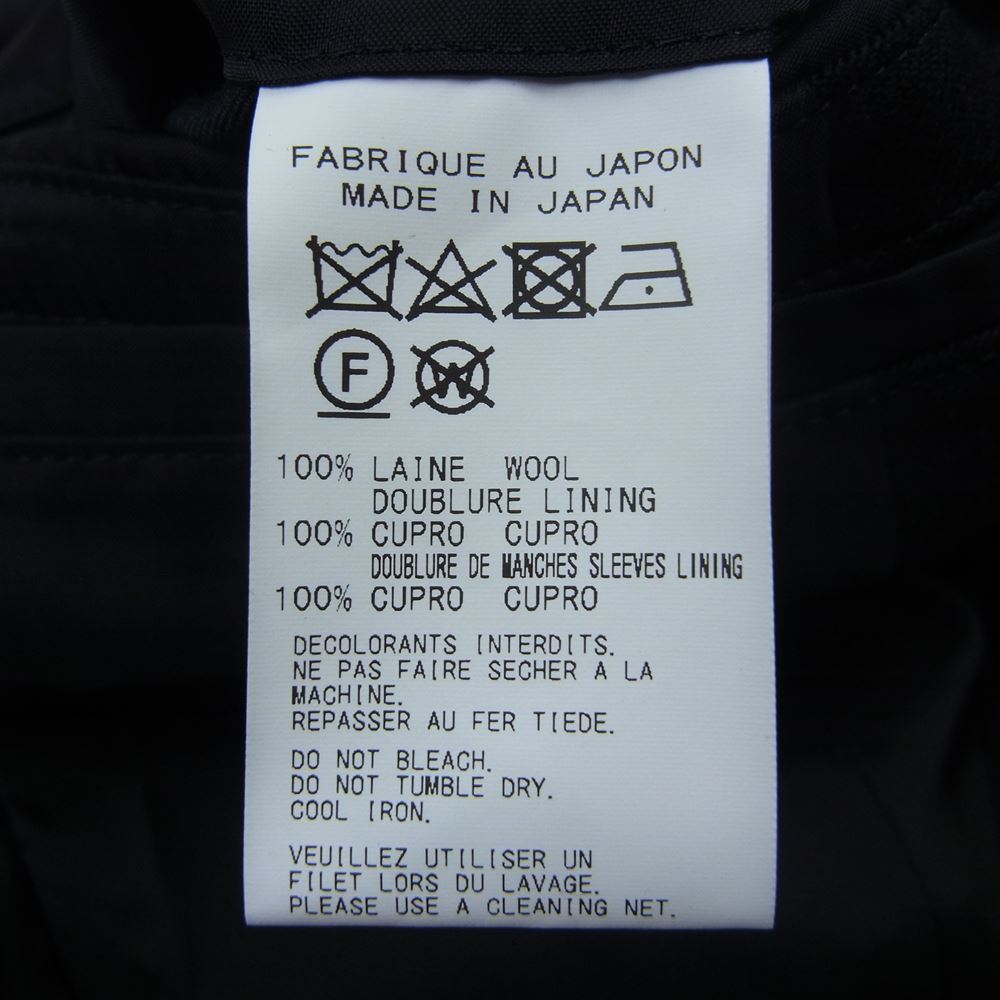 FABRIQUE AU JAPON
MADE IN JAPAN
F W
100% LAINE WOOL
DOUBLURE LINING
100% CUPRO CUPRO
DOUBLURE DE MANCHES SLEEVES LINING
100% CUPRO CUPRO
DECOLORANTS INTERDITS.
NE PAS FAIRE SECHER A LA
MACHINE.
REPASSER AU FER TIEDE.
DO NOT BLEACH.
DO NOT TUMBLE DRY.
COOL IRON.
VEUILLEZ UTILISER UN
FILET LORS DU LAVAGE.
PLEASE USE A CLEANING NET.